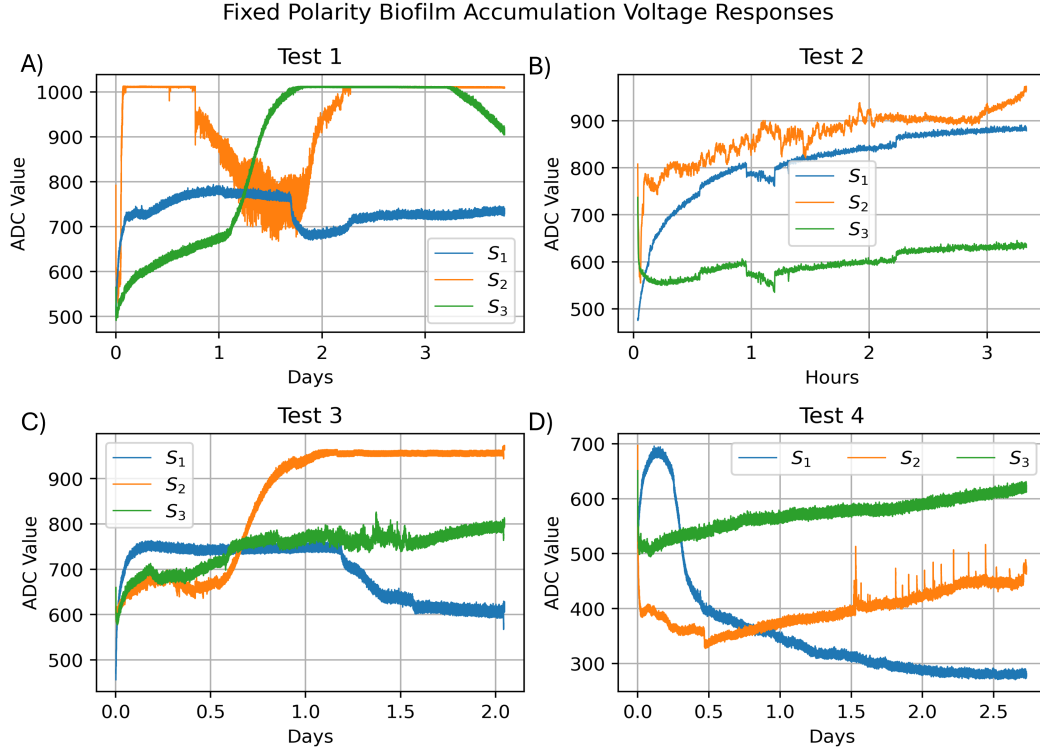 Fixed Polarity Biofilm Accumulation Voltage Responses
A)
Test 1
ADC Value
1000
900
800
700
600
500
0 1 2 3
Days
S1
S2
S3
B)
Test 2
ADC Value
900
800
700
600
500
0 1 2 3
Hours
S1
S2
S3
C)
Test 3
ADC Value
900
800
700
600
500
0.0 0.5 1.0 1.5 2.0
Days
S1
S2
S3
D)
Test 4
ADC Value
700
600
500
400
300
0.0 0.5 1.0 1.5 2.0 2.5
Days
S1 S2 S3